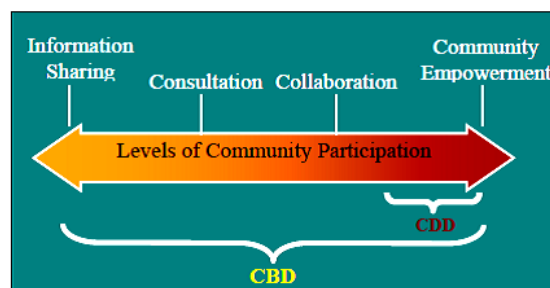 Information
Sharing
Consultation
Collaboration
Community
Empowerment
Levels of Community Participation
CDD
CBD